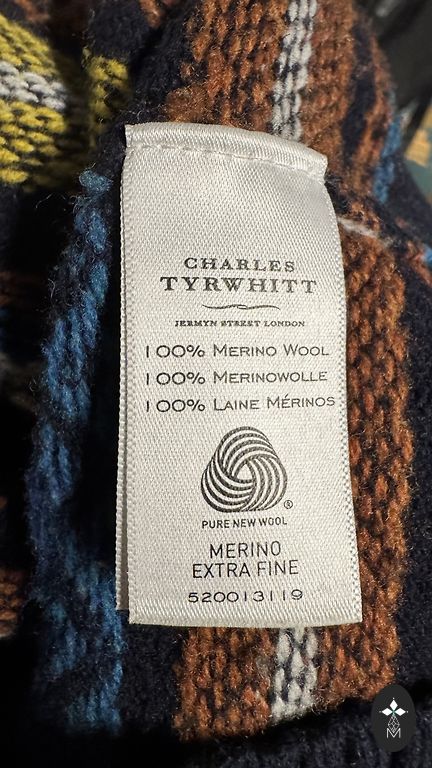 CHARLES
TYRWHITT
JERMYN STREET LONDON
100% MERINO WOOL
100% MERINOWOLLE
100% LAINE MÉRINOS
®
PURE NEW WOOL
MERINO
EXTRA FINE
520013119
M